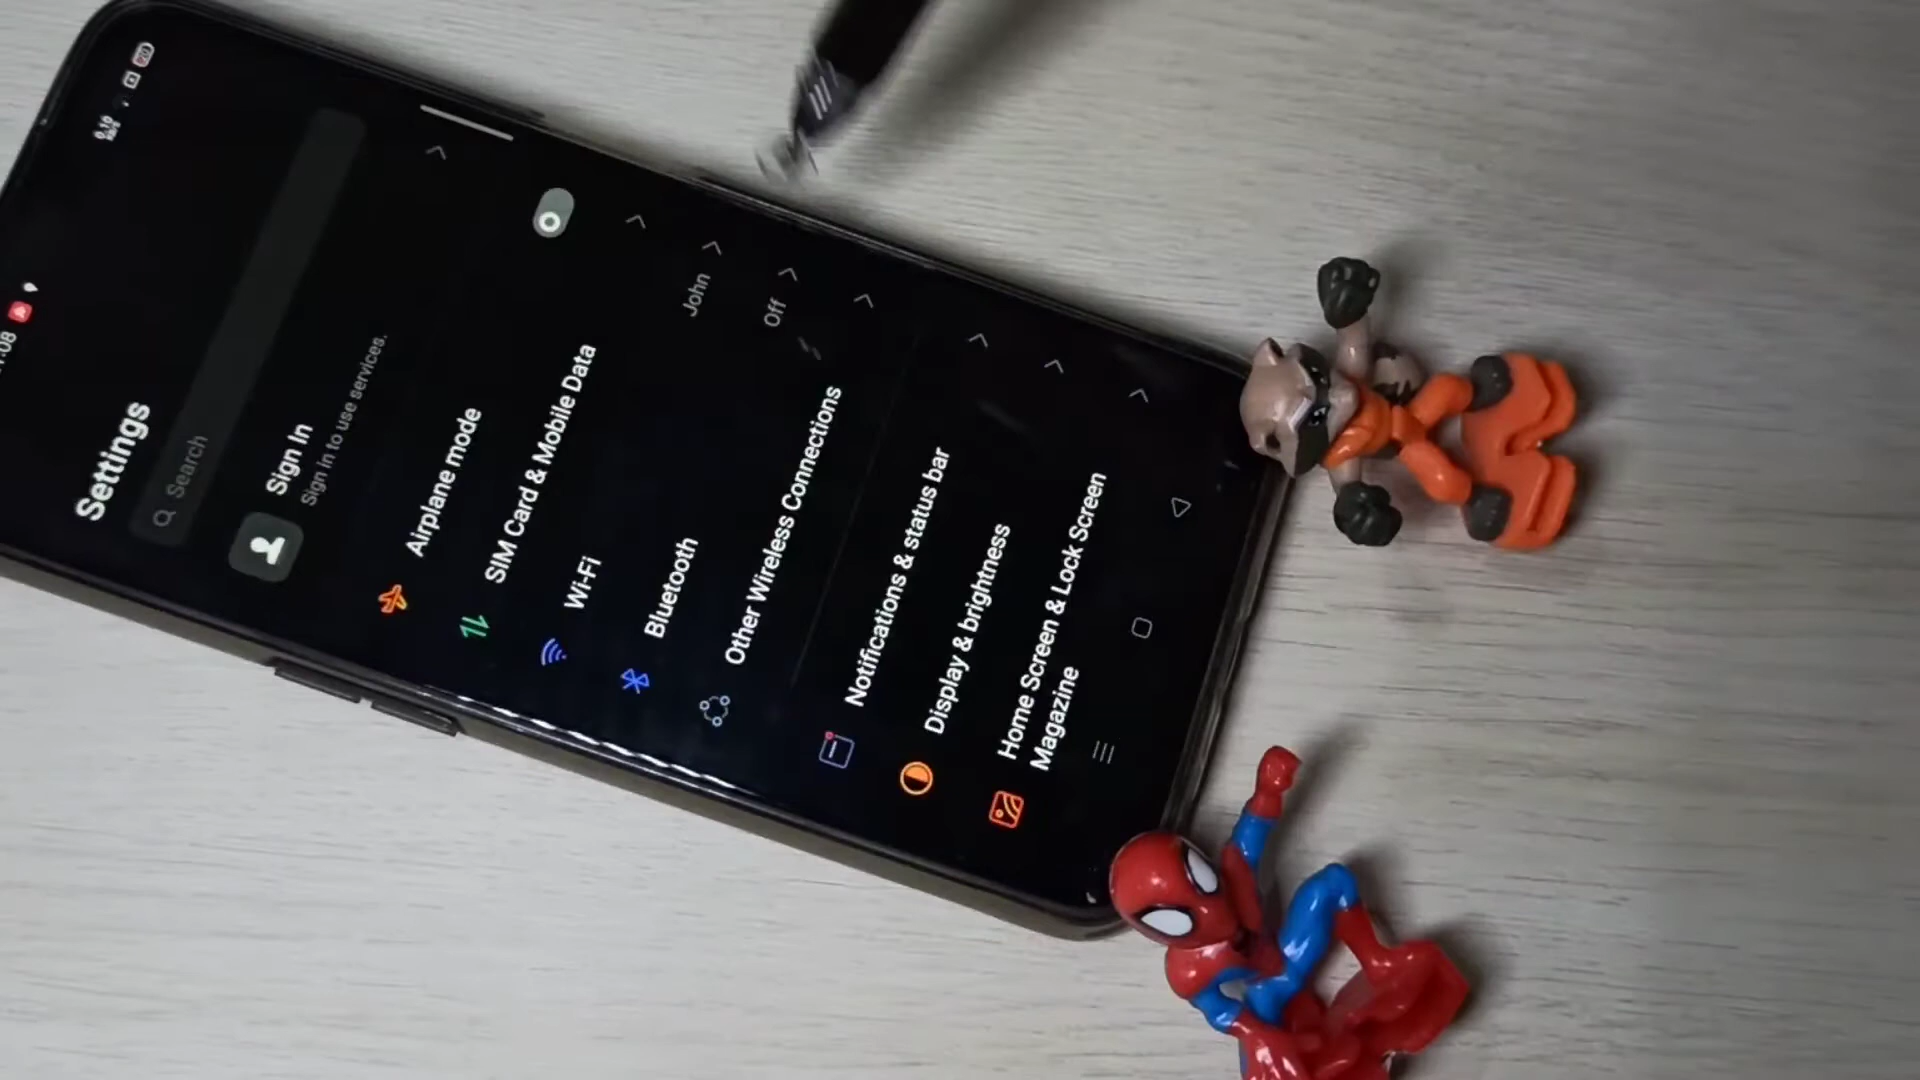 Settings
Search
Sign In
Sign in to use services.
Airplane mode
SIM Card & Mobile Data
Wi-Fi
John
Bluetooth
Off
Other Wireless Connections
Notifications & status bar
Display & brightness
Home Screen & Lock Screen
Magazine